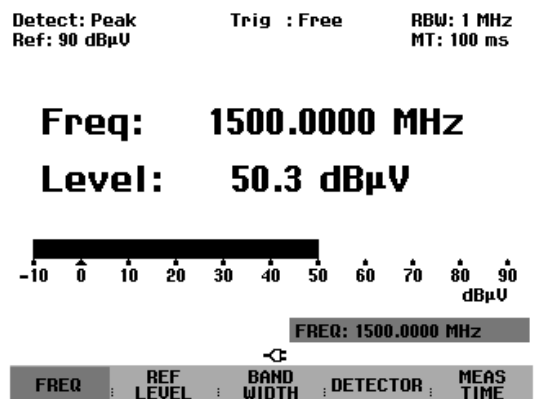 Detect: Peak Trig : Free RBW: 1 MHz
Ref: 90 dBµV MT: 100 ms
Freq: 1500.0000 MHz
Level: 50.3 dBµV
-10 0 10 20 30 40 50 60 70 80 90
dBµV
FREQ: 1500.0000 MHz
FREQ REF LEVEL BAND WIDTH DETECTOR MEAS TIME